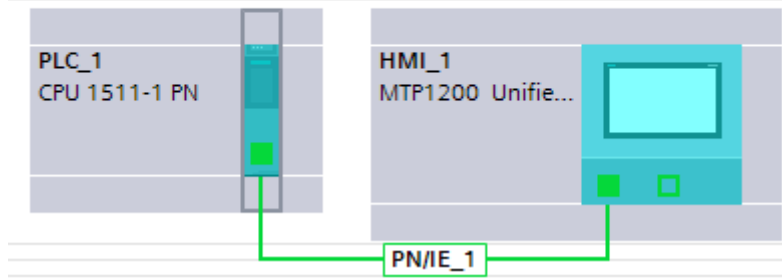 PLC_1
CPU 1511-1 PN
HMI_1
MTP1200 Unifie...
PN/IE_1